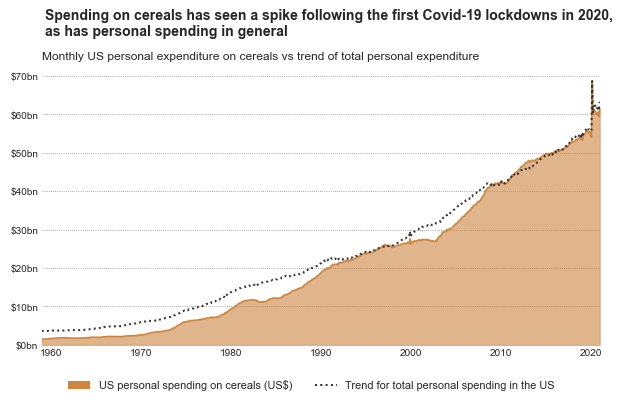 Spending on cereals has seen a spike following the first Covid-19 lockdowns in 2020,
as has personal spending in general
Monthly US personal expenditure on cereals vs trend of total personal expenditure
$70bn
$60bn
$50bn
$40bn
$30bn
$20bn
$10bn
$0bn
1960 1970 1980 1990 2000 2010 2020
US personal spending on cereals (US$) Trend for total personal spending in the US